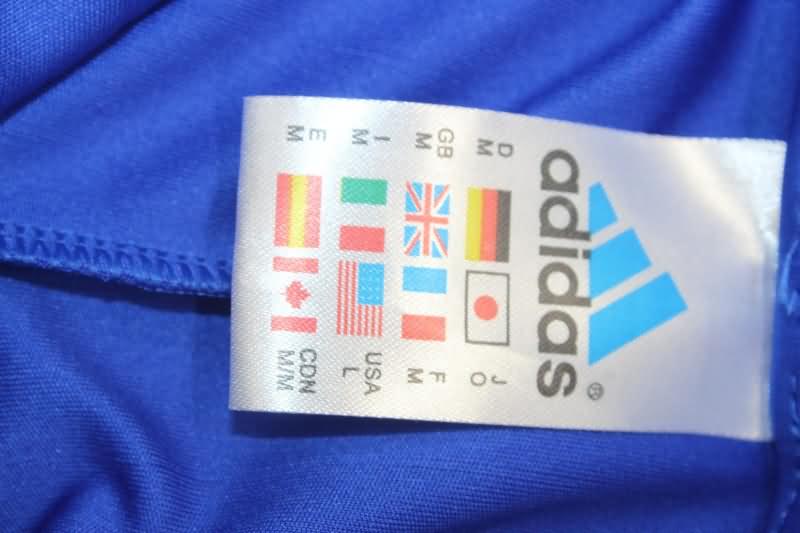 adidas®
D J
M O
GB F
M M
I USA
M L
E CDN
M M/M